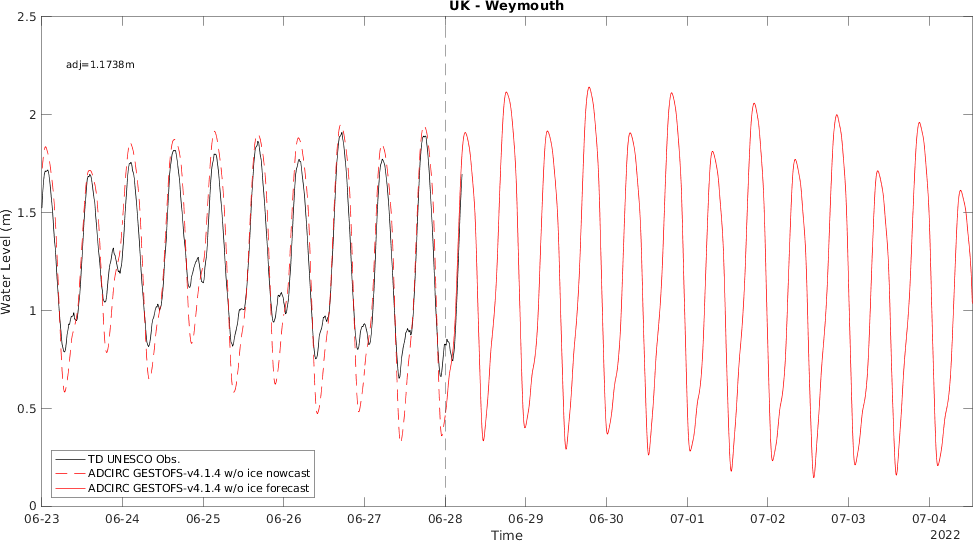 UK - Weymouth
2.5
adj=1.1738m
2
1.5
Water Level (m)
1
0.5
0
TD UNESCO Obs.
ADCIRC GESTOFS-v4.1.4 w/o ice nowcast
ADCIRC GESTOFS-v4.1.4 w/o ice forecast
06-23 06-24 06-25 06-26 06-27 06-28 06-29 06-30 07-01 07-02 07-03 07-04
Time
2022